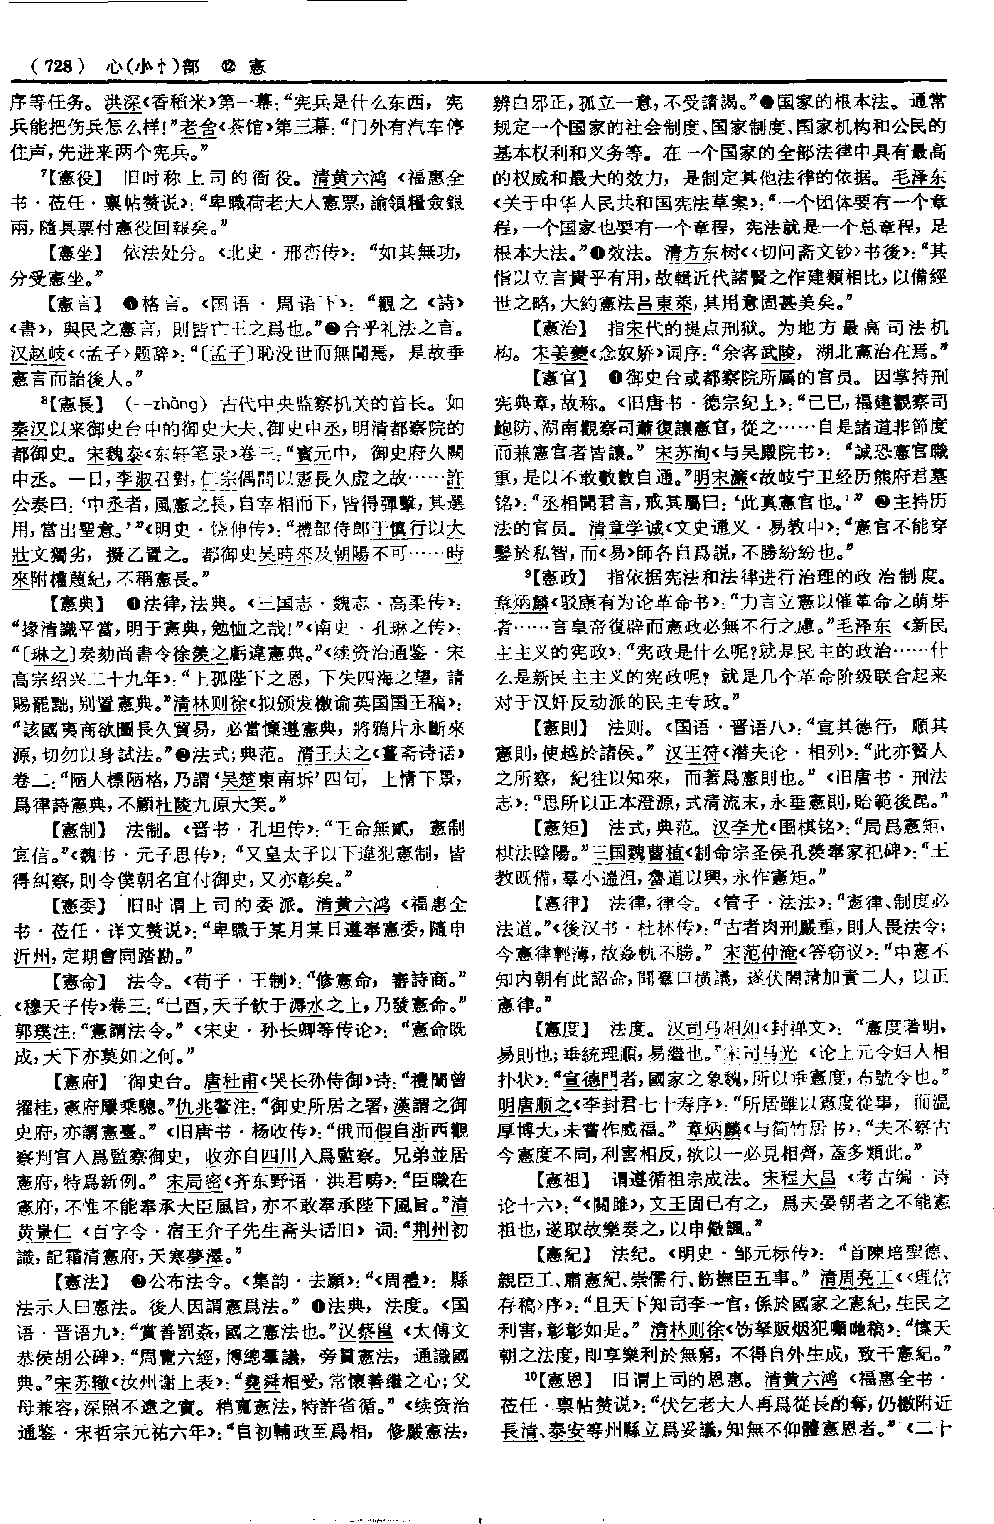 （728） 心(小忄)部 ⑫ 憲
序等任务。洪深《香稻米》第一幕：“宪兵是什么东西，宪
兵能把伤兵怎么样！”老舍《茶馆》第三幕：“门外有汽车停
住声，先进来两个宪兵。”
⁷【憲役】 旧时称上司的衙役。清黄六鸿《福惠全
书·莅任·禀帖赘说》：“卑職荷老大人憲票，諭領糧僉銀
兩，隨具票付憲役回報矣。”
【憲坐】 依法处分。《北史·邢峦传》：“如其無功，
分受憲坐。”
【憲言】 ❶格言。《国语·周语下》：“觀之《詩》
《書》，與民之憲言，則皆亡王之爲也。”❷合乎礼法之言。
汉赵岐《〈孟子〉题辞》：“〔孟子〕恥没世而無聞焉，是故垂
憲言而詒後人。”
⁸【憲長】 （--zhǎng）古代中央监察机关的首长。如
秦汉以来御史台中的御史大夫、御史中丞，明清都察院的
都御史。宋魏泰《东轩笔录》卷三：“寶元中，御史府久闕
中丞。一日，李淑召對，仁宗偶問以憲長久虚之故……許
公奏曰：‘中丞者，風憲之長，自宰相而下，皆得彈擊，其選
用，當出聖意。’”《明史·饶伸传》：“禮部侍郎于慎行以大
壯文獨劣，擬乙置之。都御史吴時來及朝陽不可……時
來附權蔑紀，不稱憲長。”
【憲典】 ❶法律，法典。《三国志·魏志·高柔传》：
“掾清識平當，明于憲典，勉恤之哉！”《南史·孔琳之传》：
“〔琳之〕奏劾尚書令徐羨之虧違憲典。”《续资治通鉴·宋
高宗绍兴二十九年》：“上孤陛下之恩，下失四海之望，請
賜罷黜，别置憲典。”清林则徐《拟颁发檄谕英国国王稿》：
“該國夷商欲圖長久貿易，必當懍遵憲典，將鴉片永斷來
源，切勿以身試法。”❷法式；典范。清王夫之《薑斋诗话》
卷二：“陋人標陋格，乃謂‘吴楚東南坼’四句，上情下景，
爲律詩憲典，不顧杜陵九原大笑。”
【憲制】 法制。《晋书·孔坦传》：“王命無貳，憲制
宜信。”《魏书·元子思传》：“又皇太子以下違犯憲制，皆
得糾察，則令僕朝名宜付御史，又亦彰矣。”
【憲委】 旧时谓上司的委派。清黄六鸿《福惠全
书·莅任·详文赘说》：“卑職于某月某日遵奉憲委，隨申
沂州，定期會同踏勘。”
【憲命】 法令。《荀子·王制》：“修憲命，審詩商。”
《穆天子传》卷三：“己酉，天子飲于溽水之上，乃發憲命。”
郭璞注：“憲謂法令。”《宋史·孙长卿等传论》：“憲命既
成，天下亦莫如之何。”
【憲府】 御史台。唐杜甫《哭长孙侍御》诗：“禮闈曾
擢桂，憲府屢乘驄。”仇兆鳌注：“御史所居之署，漢謂之御
史府，亦謂憲臺。”《旧唐书·杨收传》：“俄而假自浙西觀
察判官入爲監察御史，收亦自四川入爲監察。兄弟並居
憲府，特爲新例。”宋周密《齐东野语·洪君畴》：“臣職在
憲府，不惟不能奉承大臣風旨，亦不敢奉承陛下風旨。”清
黄景仁《百字令·宿王介子先生斋头话旧》词：“荆州初
識，記霜清憲府，天寒夢澤。”
【憲法】 ❷公布法令。《集韵·去願》：“《周禮》：縣
法示人曰憲法。後人因謂憲爲法。”❶法典，法度。《国
语·晋语九》：“賞善罰姦，國之憲法也。”汉蔡邕《太傅文
恭侯胡公碑》：“周覽六經，博總羣議，旁貫憲法，通識國
典。”宋苏辙《汝州谢上表》：“堯舜相受，常懷善繼之心；父
母兼容，深照不遠之實。稍寬憲法，特許省循。”《续资治
通鉴·宋哲宗元祐六年》：“自初輔政至爲相，修嚴憲法，
辨白邪正，孤立一意，不受請謁。”❸国家的根本法。通常
规定一个国家的社会制度、国家制度、国家机构和公民的
基本权利和义务等。在一个国家的全部法律中具有最高
的权威和最大的效力，是制定其他法律的依据。毛泽东
《关于中华人民共和国宪法草案》：“一个团体要有一个章
程，一个国家也要有一个章程，宪法就是一个总章程，是
根本大法。”❹效法。清方东树《〈切问斋文钞〉书後》：“其
恉以立言貴乎有用，故輯近代諸賢之作建類相比，以備經
世之略，大約憲法吕東萊，其用意固甚美矣。”
【憲治】 指宋代的提点刑狱。为地方最高司法机
构。宋姜夔《念奴娇》词序：“余客武陵，湖北憲治在焉。”
【憲官】 ❶御史台或都察院所属的官员。因掌持刑
宪典章，故称。《旧唐书·德宗纪上》：“己巳，福建觀察司
鮑防、湖南觀察司蕭復讓憲官，從之……自是諸道非節度
而兼憲官者皆讓。”宋苏洵《与吴殿院书》：“誠恐憲官職
重，是以不敢數數自通。”明宋濂《故岐宁卫经历熊府君墓
铭》：“丞相聞君言，戒其屬曰：‘此真憲官也。’”❷主持历
法的官员。清章学诚《文史通义·易教中》：“憲官不能穿
鑿於私智，而《易》師各自爲説，不勝紛紛也。”
⁹【憲政】 指依据宪法和法律进行治理的政治制度。
章炳麟《驳康有为论革命书》：“力言立憲以催革命之萌芽
者……言皇帝復辟而憲政必無不行之慮。”毛泽东《新民
主主义的宪政》：“宪政是什么呢？就是民主的政治……什
么是新民主主义的宪政呢？就是几个革命阶级联合起来
对于汉奸反动派的民主专政。”
【憲則】 法则。《国语·晋语八》：“宣其德行，順其
憲則，使越於諸侯。”汉王符《潜夫论·相列》：“此亦賢人
之所察，紀往以知來，而著爲憲則也。”《旧唐书·刑法
志》：“思所以正本澄源，式清流末，永垂憲則，貽範後昆。”
【憲矩】 法式，典范。汉李尤《围棋铭》：“局爲憲矩，
棋法陰陽。”三国魏曹植《制命宗圣侯孔羡奉家祀碑》：“王
教既備，羣小遄沮，魯道以興，永作憲矩。”
【憲律】 法律，律令。《管子·法法》：“憲律、制度必
法道。”《後汉书·杜林传》：“古者肉刑嚴重，則人畏法令；
今憲律輕薄，故姦軌不勝。”宋范仲淹《答窃议》：“中憲不
知内朝有此詔命，聞羣口横議，遂伏閤請加責二人，以正
憲律。”
【憲度】 法度。汉司马相如《封禅文》：“憲度著明，
易則也；垂統理順，易繼也。”宋司马光《论上元令妇人相
扑状》：“宣德門者，國家之象魏，所以垂憲度，布號令也。”
明唐顺之《李封君七十寿序》：“所居雖以憲度從事，而温
厚博大，未嘗作威福。”章炳麟《与简竹居书》：“夫不察古
今憲度不同，利害相反，欲以一必見相齊，蓋多類此。”
【憲祖】 谓遵循祖宗成法。宋程大昌《考古编·诗
论十六》：“《關雎》，文王固已有之，爲夫晏朝者之不能憲
祖也，遂取故樂奏之，以申儆諷。”
【憲紀】 法纪。《明史·邹元标传》：“首陳培聖德、
親臣工、肅憲紀、崇儒行、飭撫臣五事。”清周亮工《〈理信
存稿〉序》：“且天下知司李一官，係於國家之憲紀，生民之
利害，彰彰如是。”清林则徐《饬拏贩烟犯颠地稿》：“懔天
朝之法度，即享樂利於無窮，不得自外生成，致干憲紀。”
¹⁰【憲恩】 旧谓上司的恩惠。清黄六鸿《福惠全书·
莅任·禀帖赘说》：“伏乞老大人再爲從長酌奪，仍檄附近
長清、泰安等州縣立爲妥議，知無不仰體憲恩者。”《二十